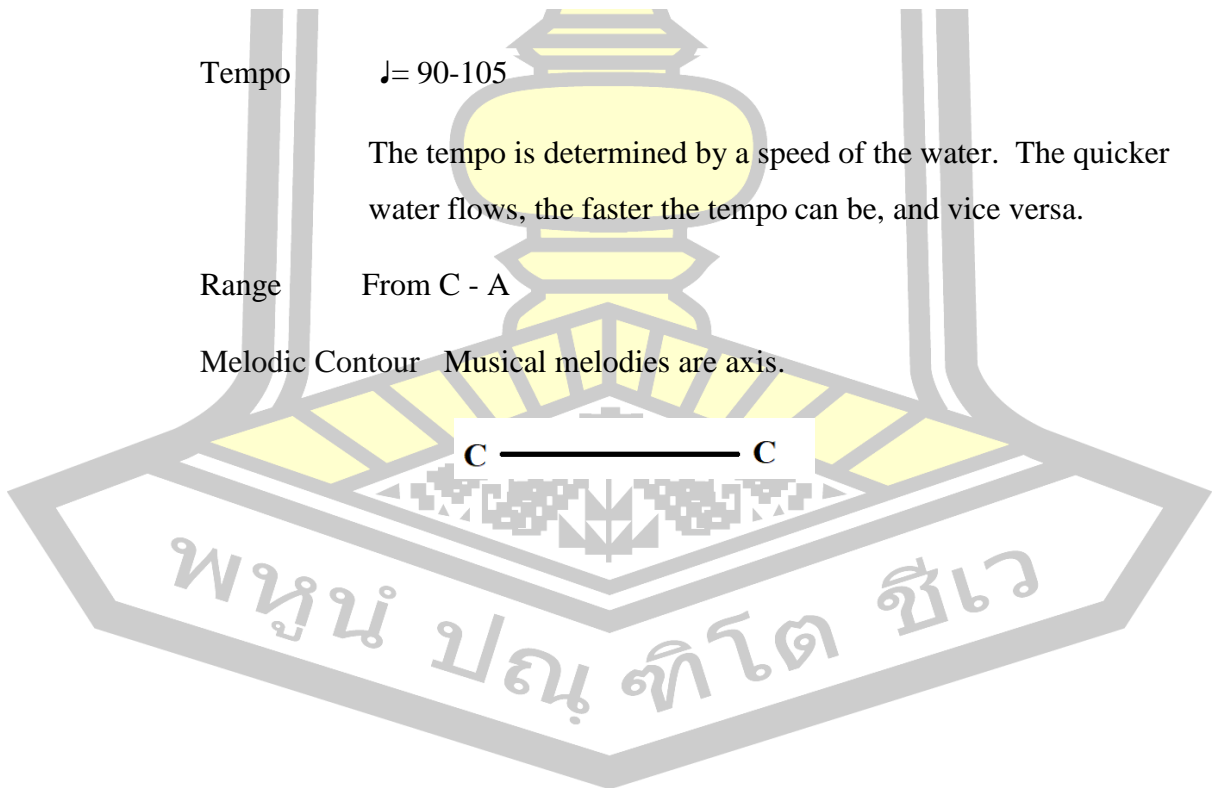 Tempo ♩= 90-105
The tempo is determined by a speed of the water. The quicker
water flows, the faster the tempo can be, and vice versa.
Range From C - A
Melodic Contour Musical melodies are axis.
C C
พหูนํ ปณฺฑิโต ชีเว